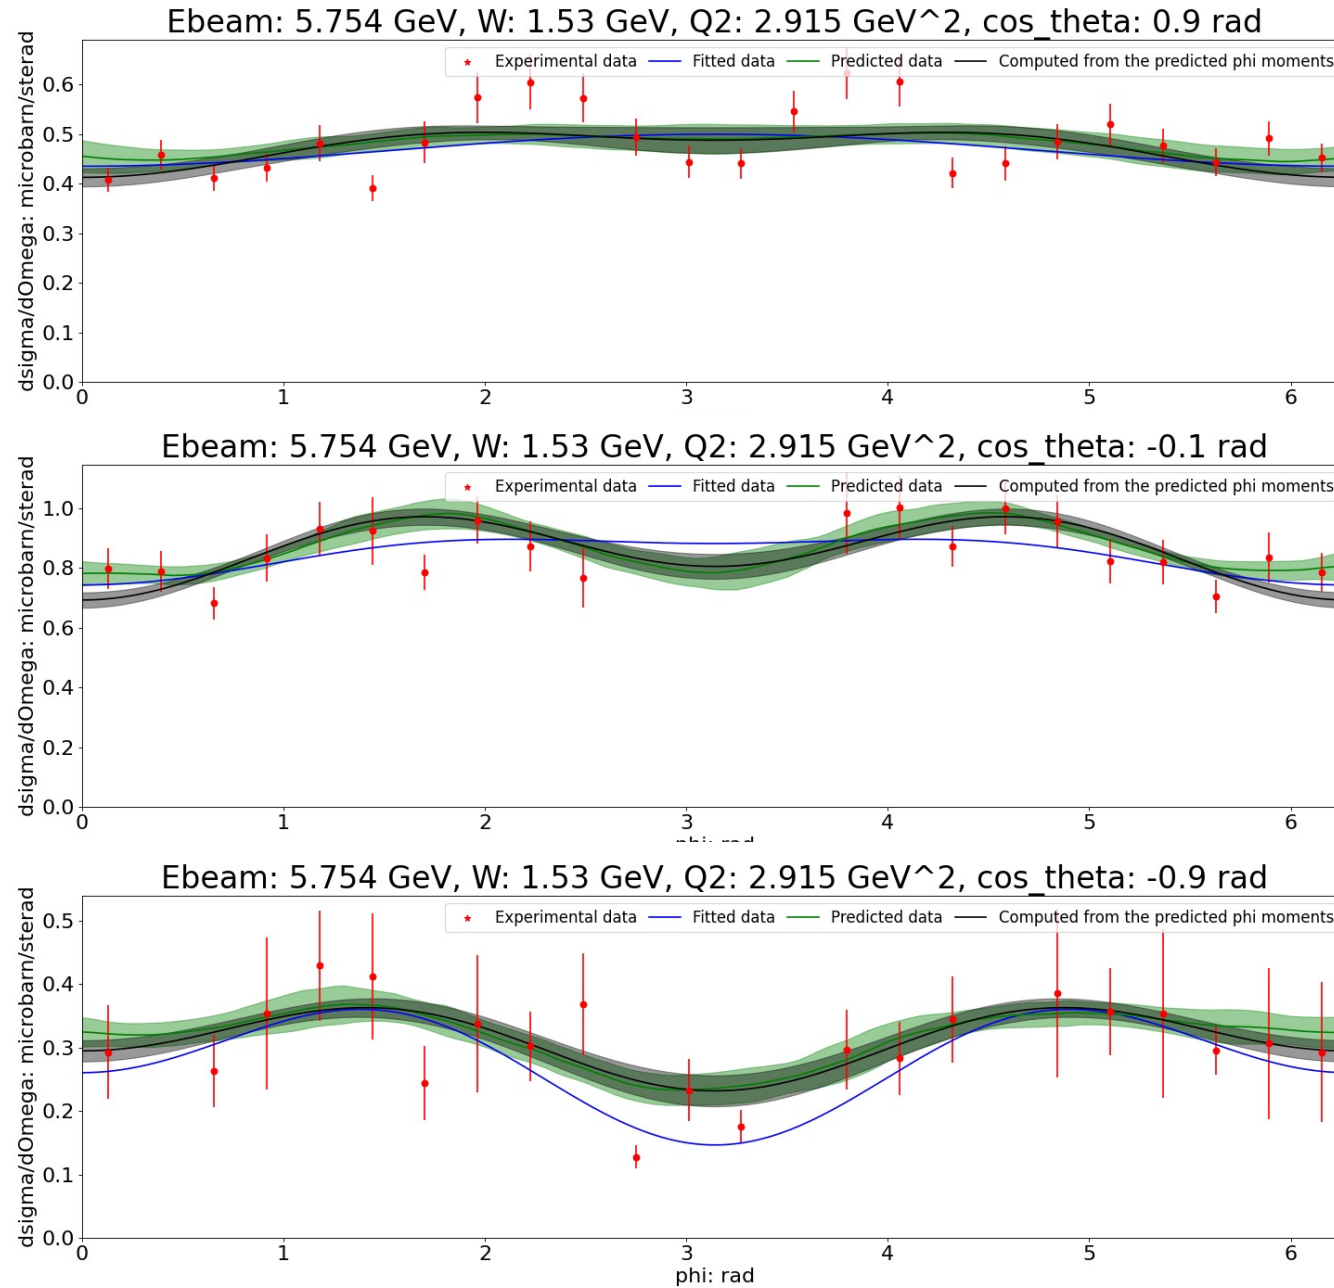 Ebeam: 5.754 GeV, W: 1.53 GeV, Q2: 2.915 GeV^2, cos_theta: 0.9 rad
Experimental data Fitted data Predicted data Computed from the predicted phi moments
dsigma/dOmega: microbarn/sterad
0.6
0.5
0.4
0.3
0.2
0.1
0.0
0 1 2 3 4 5 6
Ebeam: 5.754 GeV, W: 1.53 GeV, Q2: 2.915 GeV^2, cos_theta: -0.1 rad
Experimental data Fitted data Predicted data Computed from the predicted phi moments
dsigma/dOmega: microbarn/sterad
1.0
0.8
0.6
0.4
0.2
0.0
0 1 2 3 4 5 6
phi: rad
Ebeam: 5.754 GeV, W: 1.53 GeV, Q2: 2.915 GeV^2, cos_theta: -0.9 rad
Experimental data Fitted data Predicted data Computed from the predicted phi moments
dsigma/dOmega: microbarn/sterad
0.5
0.4
0.3
0.2
0.1
0.0
0 1 2 3 4 5 6
phi: rad